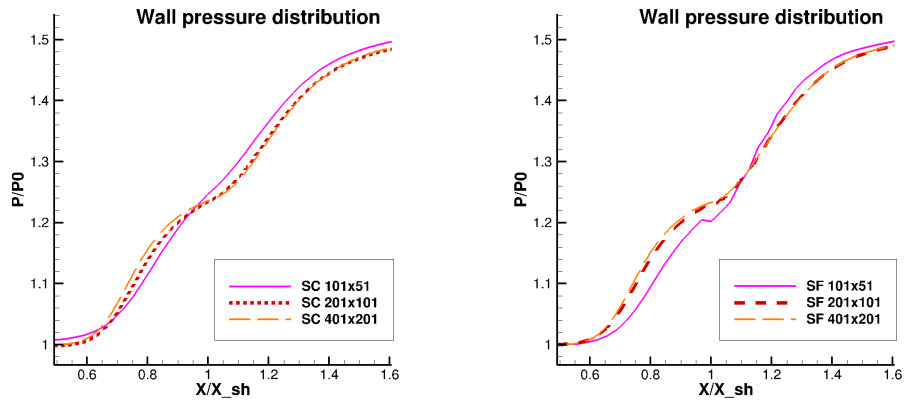 Wall pressure distribution
1.5
1.4
1.3
1.2
1.1
1
P/P0
SC 101x51
SC 201x101
SC 401x201
0.6
0.8
1
1.2
1.4
1.6
X/X_sh
Wall pressure distribution
1.5
1.4
1.3
1.2
1.1
1
P/P0
SF 101x51
SF 201x101
SF 401x201
0.6
0.8
1
1.2
1.4
1.6
X/X_sh